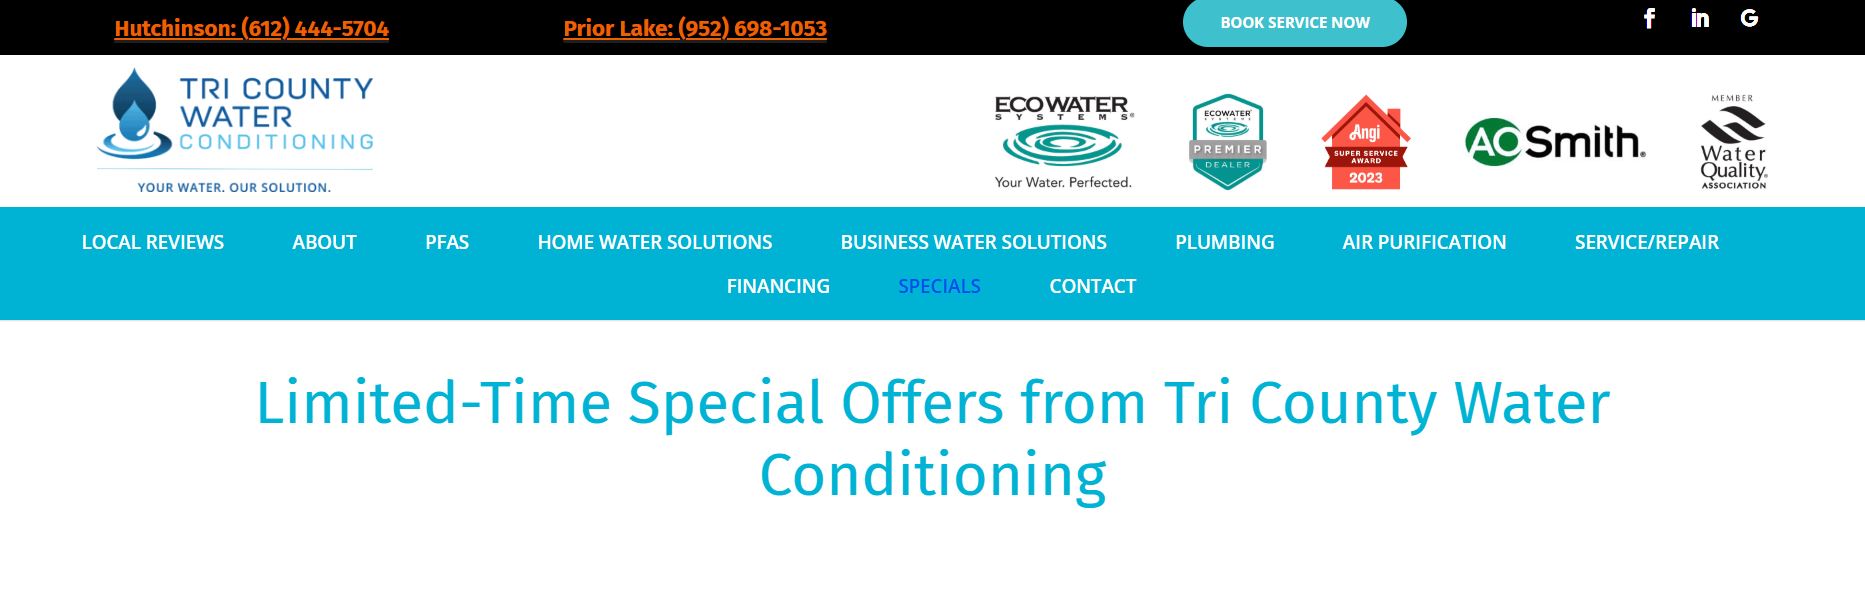 Hutchinson: (612) 444-5704
Prior Lake: (952) 698-1053
BOOK SERVICE NOW
TRI COUNTY
WATER
CONDITIONING
YOUR WATER. OUR SOLUTION.
ECOWATER
SYSTEMS®
Your Water. Perfected.
ECOWATER
SYSTEMS
PREMIER
DEALER
Angi
SUPER SERVICE
AWARD
2023
AO Smith®
MEMBER
Water
Quality®
ASSOCIATION
LOCAL REVIEWS
ABOUT
PFAS
HOME WATER SOLUTIONS
BUSINESS WATER SOLUTIONS
PLUMBING
AIR PURIFICATION
SERVICE/REPAIR
FINANCING
SPECIALS
CONTACT
Limited-Time Special Offers from Tri County Water
Conditioning